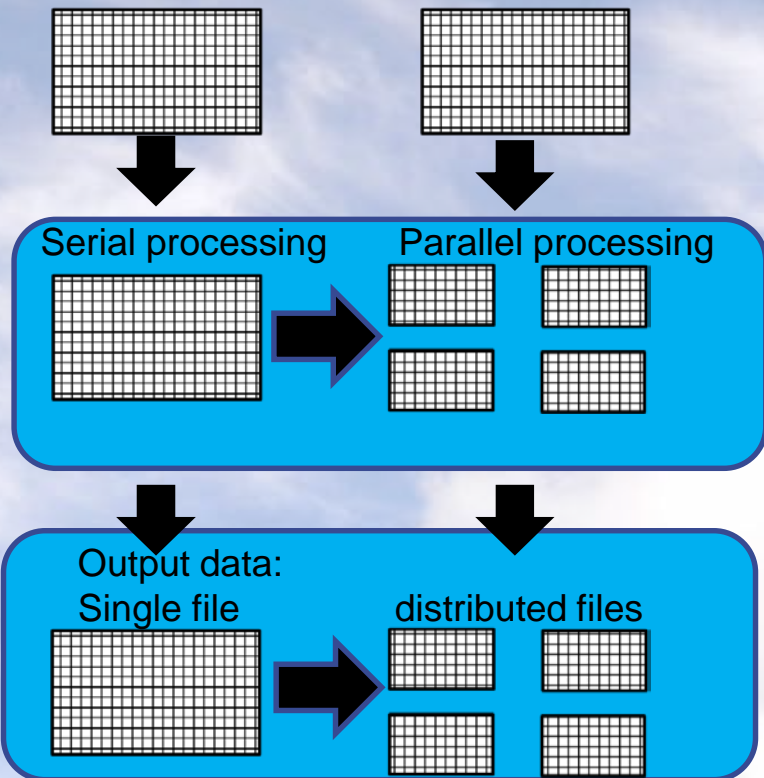 Serial processing
Parallel processing
Output data:
Single file
distributed files